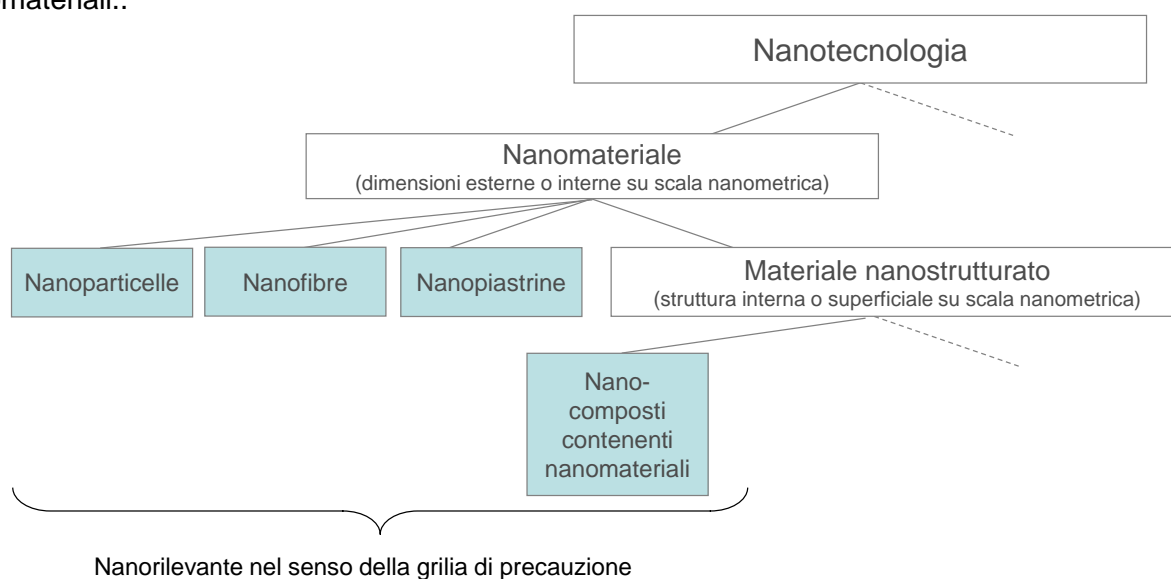 materiali..
Nanotecnologia
Nanomateriale
(dimensioni esterne o interne su scala nanometrica)
Nanoparticelle
Nanofibre
Nanopiastrine
Materiale nanostrutturato
(struttura interna o superficiale su scala nanometrica)
Nano-
composti
contenenti
nanomateriali
Nanorilevante nel senso della grilia di precauzione